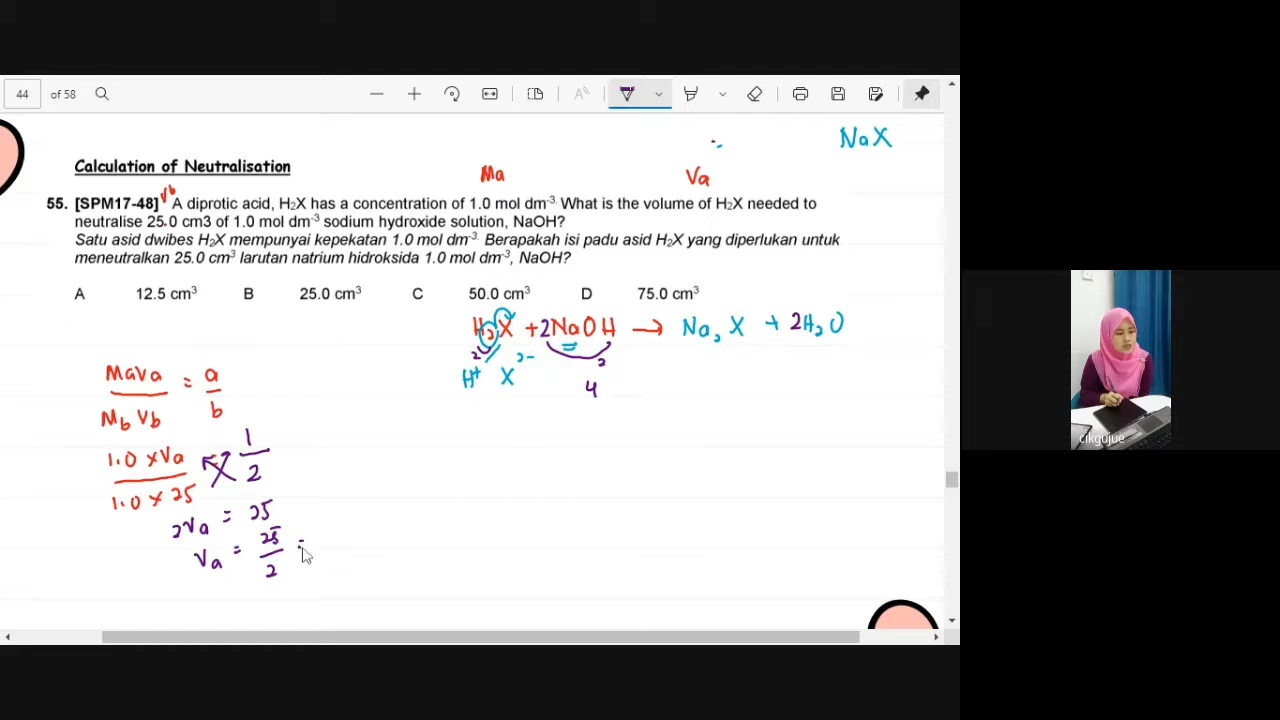 44 of 58
NaX
Calculation of Neutralisation
Ma Va
Vb
55. [SPM17-48] A diprotic acid, H₂X has a concentration of 1.0 mol dm⁻³. What is the volume of H₂X needed to
neutralise 25.0 cm3 of 1.0 mol dm⁻³ sodium hydroxide solution, NaOH?
Satu asid dwibes H₂X mempunyai kepekatan 1.0 mol dm⁻³. Berapakah isi padu asid H₂X yang diperlukan untuk
meneutralkan 25.0 cm³ larutan natrium hidroksida 1.0 mol dm⁻³, NaOH?
A 12.5 cm³ B 25.0 cm³ C 50.0 cm³ D 75.0 cm³
H₂X + 2NaOH → Na₂X + 2H₂O
2 2
H⁺ X²⁻ 4
MaVa = a
Mb Vb b
1.0 × Va 1
1.0 × 25 2
2Va = 25
Va = 25 =
2
cikgujue